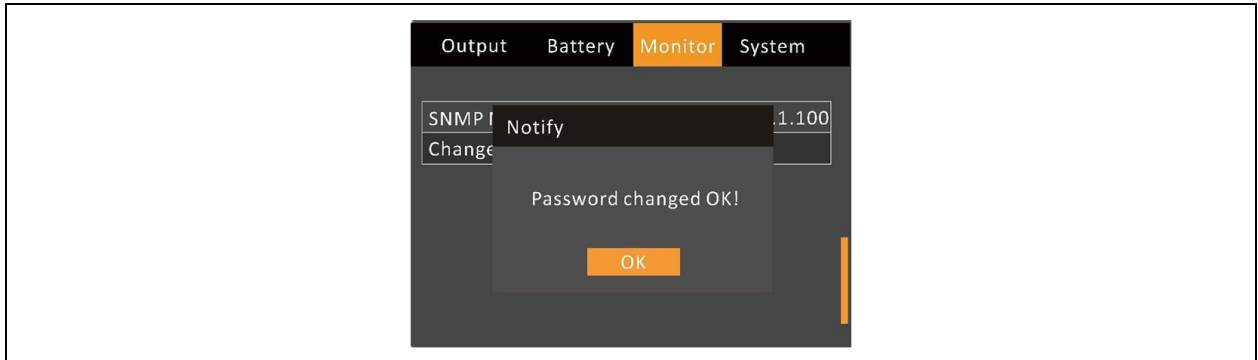 Output Battery Monitor System
SNMP .1.100
Notify
Change
Password changed OK!
OK